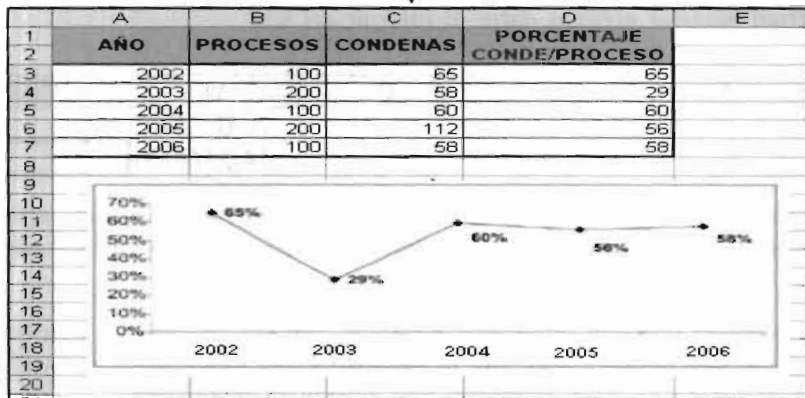 A B C D E
1 AÑO PROCESOS CONDENAS PORCENTAJE
2 CONDE/PROCESO
3 2002 100 65 65
4 2003 200 58 29
5 2004 100 60 60
6 2005 200 112 56
7 2006 100 58 58
8
9
10 70%
11 60%
12 50%
13 40%
14 30%
15 20%
16 10%
17 0%
18
19
20
65%
29%
60%
56%
58%
2002 2003 2004 2005 2006